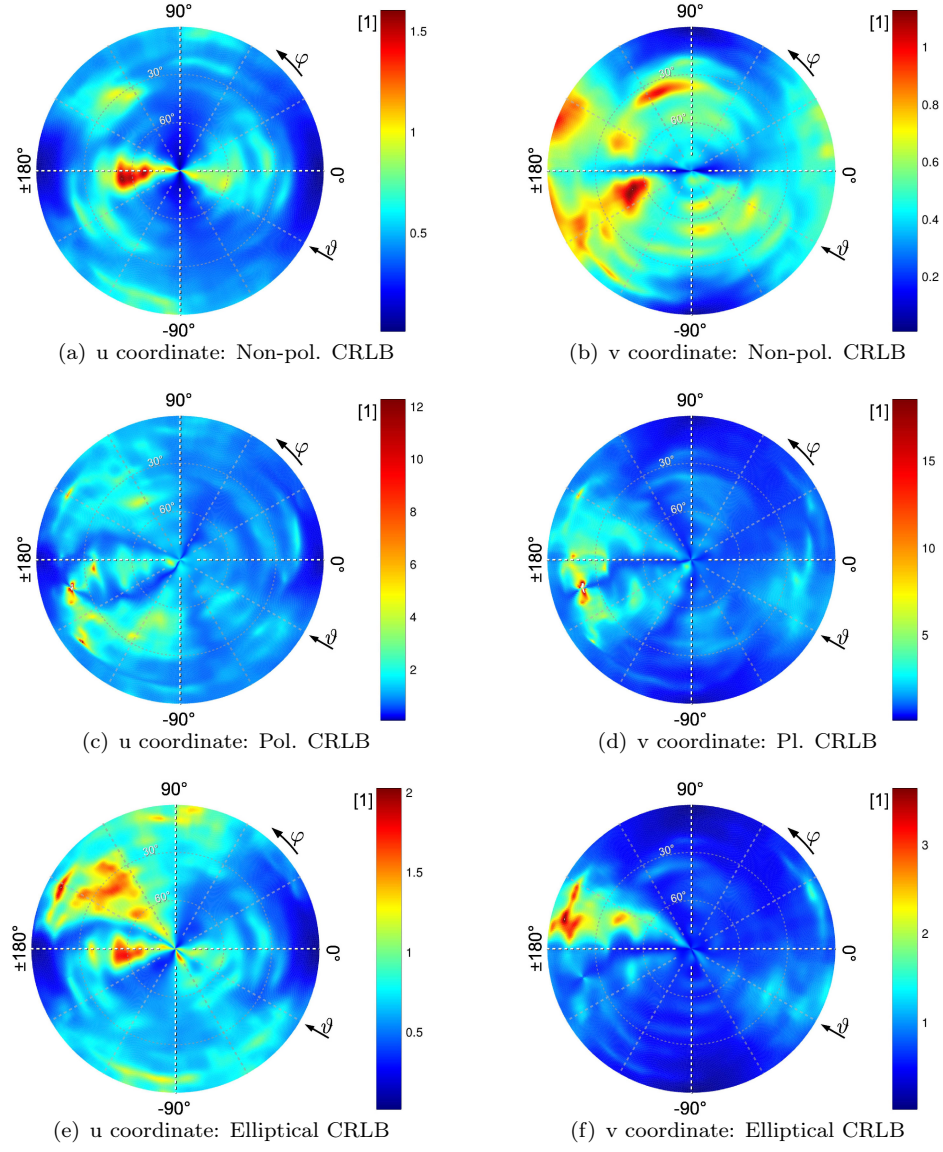 90° 90°
[1] [1]
φ φ
1.5 1
30° 30°
0.8
60° 60°
1 0.6
±180° 0° ±180° 0°
0.4
0.5
ϑ ϑ
0.2
-90° -90°
(a) u coordinate: Non-pol. CRLB (b) v coordinate: Non-pol. CRLB
90° 90°
[1] [1]
12
φ φ
10 15
30° 30°
8
60° 60°
10
6
±180° 0° ±180° 0°
4 5
ϑ ϑ
2
-90° -90°
(c) u coordinate: Pol. CRLB (d) v coordinate: Pl. CRLB
90° 90°
[1] 2 [1]
φ φ
3
30° 30°
1.5
60° 60°
2
±180° 0° ±180° 0°
1
1
ϑ ϑ
0.5
-90° -90°
(e) u coordinate: Elliptical CRLB (f) v coordinate: Elliptical CRLB